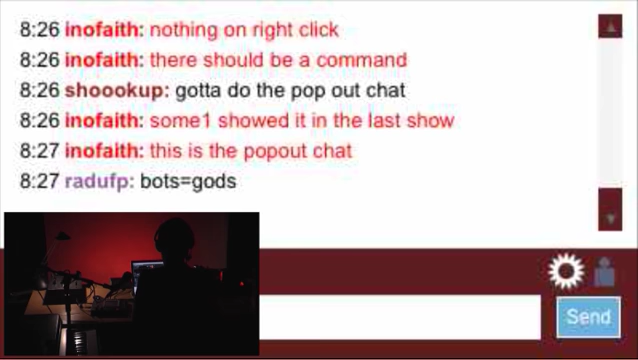 8:26 inofaith: nothing on right click
8:26 inofaith: there should be a command
8:26 shoookup: gotta do the pop out chat
8:26 inofaith: some1 showed it in the last show
8:27 inofaith: this is the popout chat
8:27 radufp: bots=gods
Send